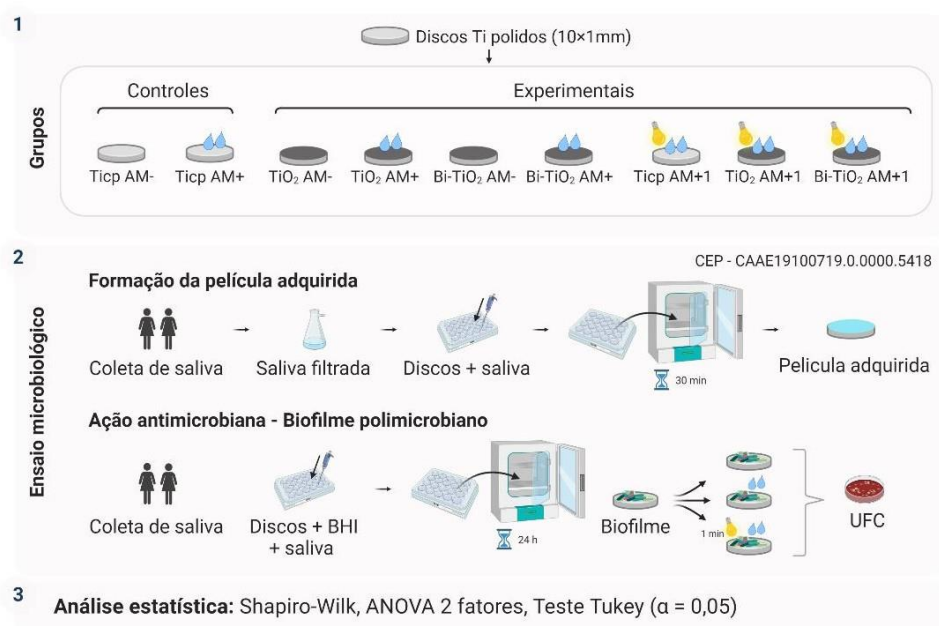 1
Discos Ti polidos (10×1mm)
Grupos
Controles
Experimentais
Ticp AM-
Ticp AM+
TiO₂ AM-
TiO₂ AM+
Bi-TiO₂ AM-
Bi-TiO₂ AM+
Ticp AM+1
TiO₂ AM+1
Bi-TiO₂ AM+1
2
CEP - CAAE19100719.0.0000.5418
Ensaio microbiológico
Formação da película adquirida
Coleta de saliva
Saliva filtrada
Discos + saliva
30 min
Pelicula adquirida
Ação antimicrobiana - Biofilme polimicrobiano
Coleta de saliva
Discos + BHI
+ saliva
24 h
Biofilme
1 min
UFC
3
Análise estatística: Shapiro-Wilk, ANOVA 2 fatores, Teste Tukey (α = 0,05)